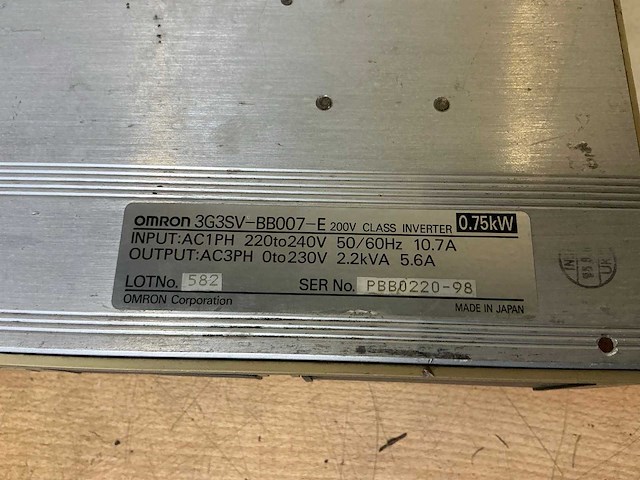 OMRON 3G3SV-BB007-E 200V CLASS INVERTER 0.75kW
INPUT:AC1PH 220to240V 50/60Hz 10.7A
OUTPUT:AC3PH 0to230V 2.2kVA 5.6A
LOTNo. 582 SER No. PBB0220-98
OMRON Corporation MADE IN JAPAN